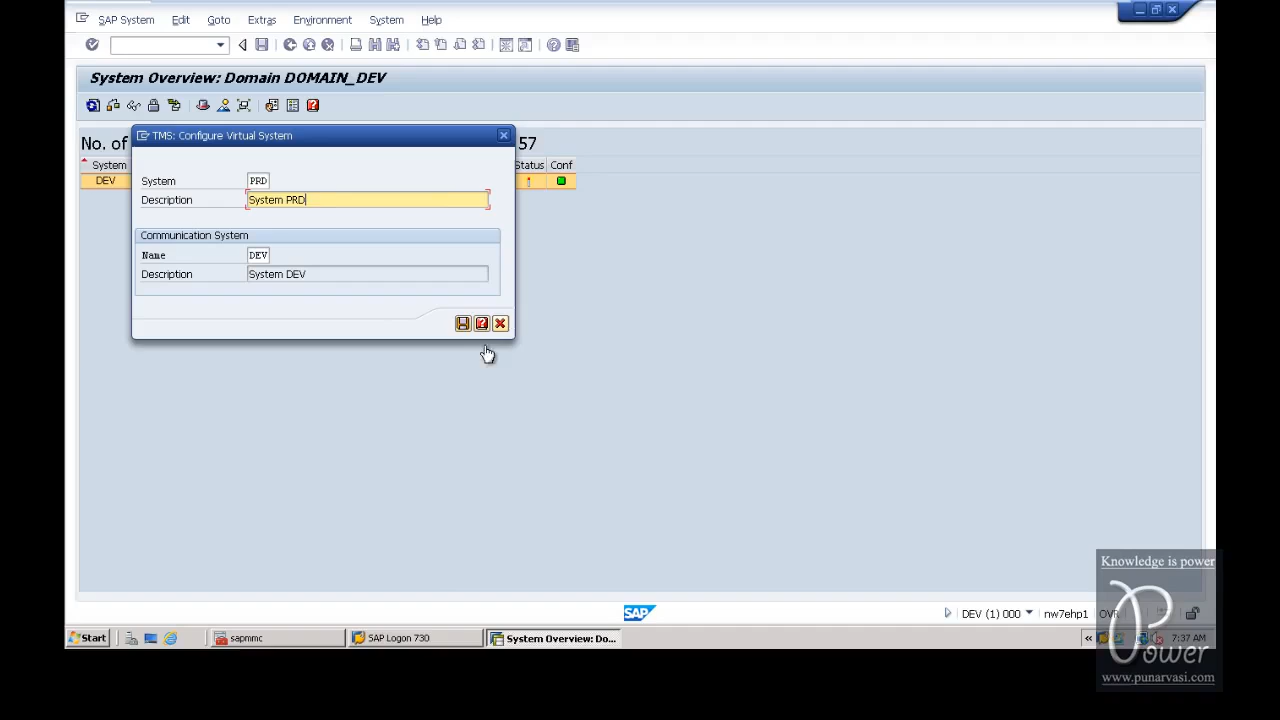 SAP System Edit Goto Extras Environment System Help
System Overview: Domain DOMAIN_DEV
No. of
57
System
Status Conf
DEV
TMS: Configure Virtual System
System PRD
Description System PRD
Communication System
Name DEV
Description System DEV
SAP
DEV (1) 000 nw7ehp1 OVR
Start sapmmc SAP Logon 730 System Overview: Do... « 7:37 AM
Knowledge is power
Power
www.punarvasi.com